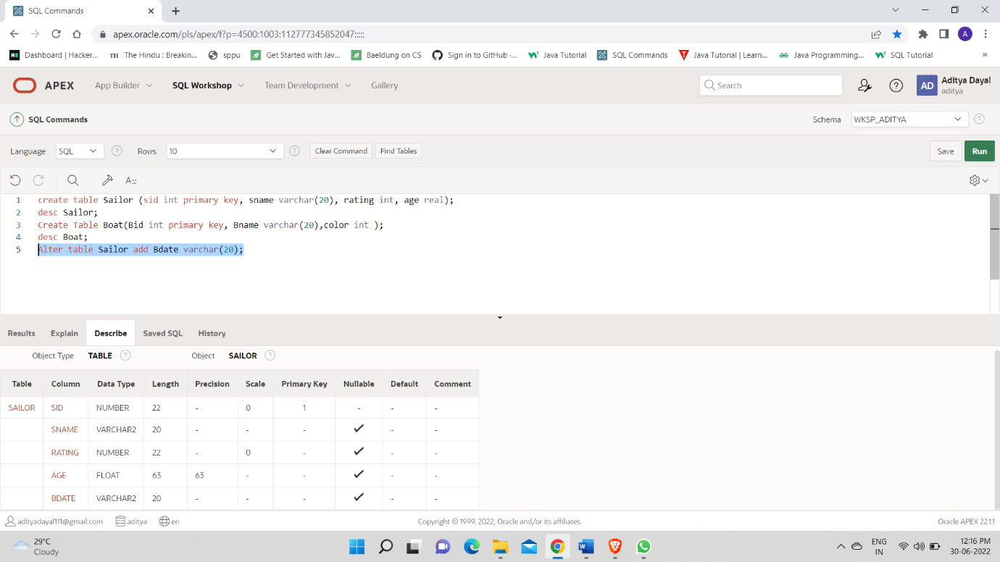 SQL Commands
apex.oracle.com/pls/apex/f?p=4500:1003:112777345852047:::::
A
Dashboard | Hacker... TH The Hindu : Breakin... sppu Get Started with Jav... Baeldung on CS Sign in to GitHub ·... Java Tutorial SQL Commands Java Tutorial | Learn... Java Programming... SQL Tutorial »
APEX App Builder SQL Workshop Team Development Gallery Search ? AD Aditya Dayal
aditya
SQL Commands Schema WKSP_ADITYA ?
Language SQL ? Rows 10 ? Clear Command Find Tables Save Run
A::
1 create table Sailor (sid int primary key, sname varchar(20), rating int, age real);
2 desc Sailor;
3 Create Table Boat(Bid int primary key, Bname varchar(20),color int );
4 desc Boat;
5 Alter table Sailor add Bdate varchar(20);
Results Explain Describe Saved SQL History
Object Type TABLE ? Object SAILOR ?
Table Column Data Type Length Precision Scale Primary Key Nullable Default Comment
SAILOR SID NUMBER 22 - 0 1 - - -
SNAME VARCHAR2 20 - - - ✓ - -
RATING NUMBER 22 - 0 - ✓ - -
AGE FLOAT 63 63 - - ✓ - -
BDATE VARCHAR2 20 - - - ✓ - -
adityadayal111@gmail.com aditya en Copyright © 1999, 2022, Oracle and/or its affiliates. Oracle APEX 22.1.1
29°C
Cloudy
ENG
IN
12:16 PM
30-06-2022